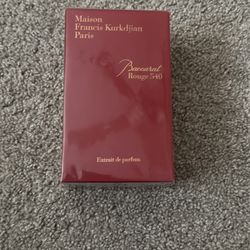 Maison
Francis Kurkdjian
Paris
Baccarat
Rouge 540
Extrait de parfum